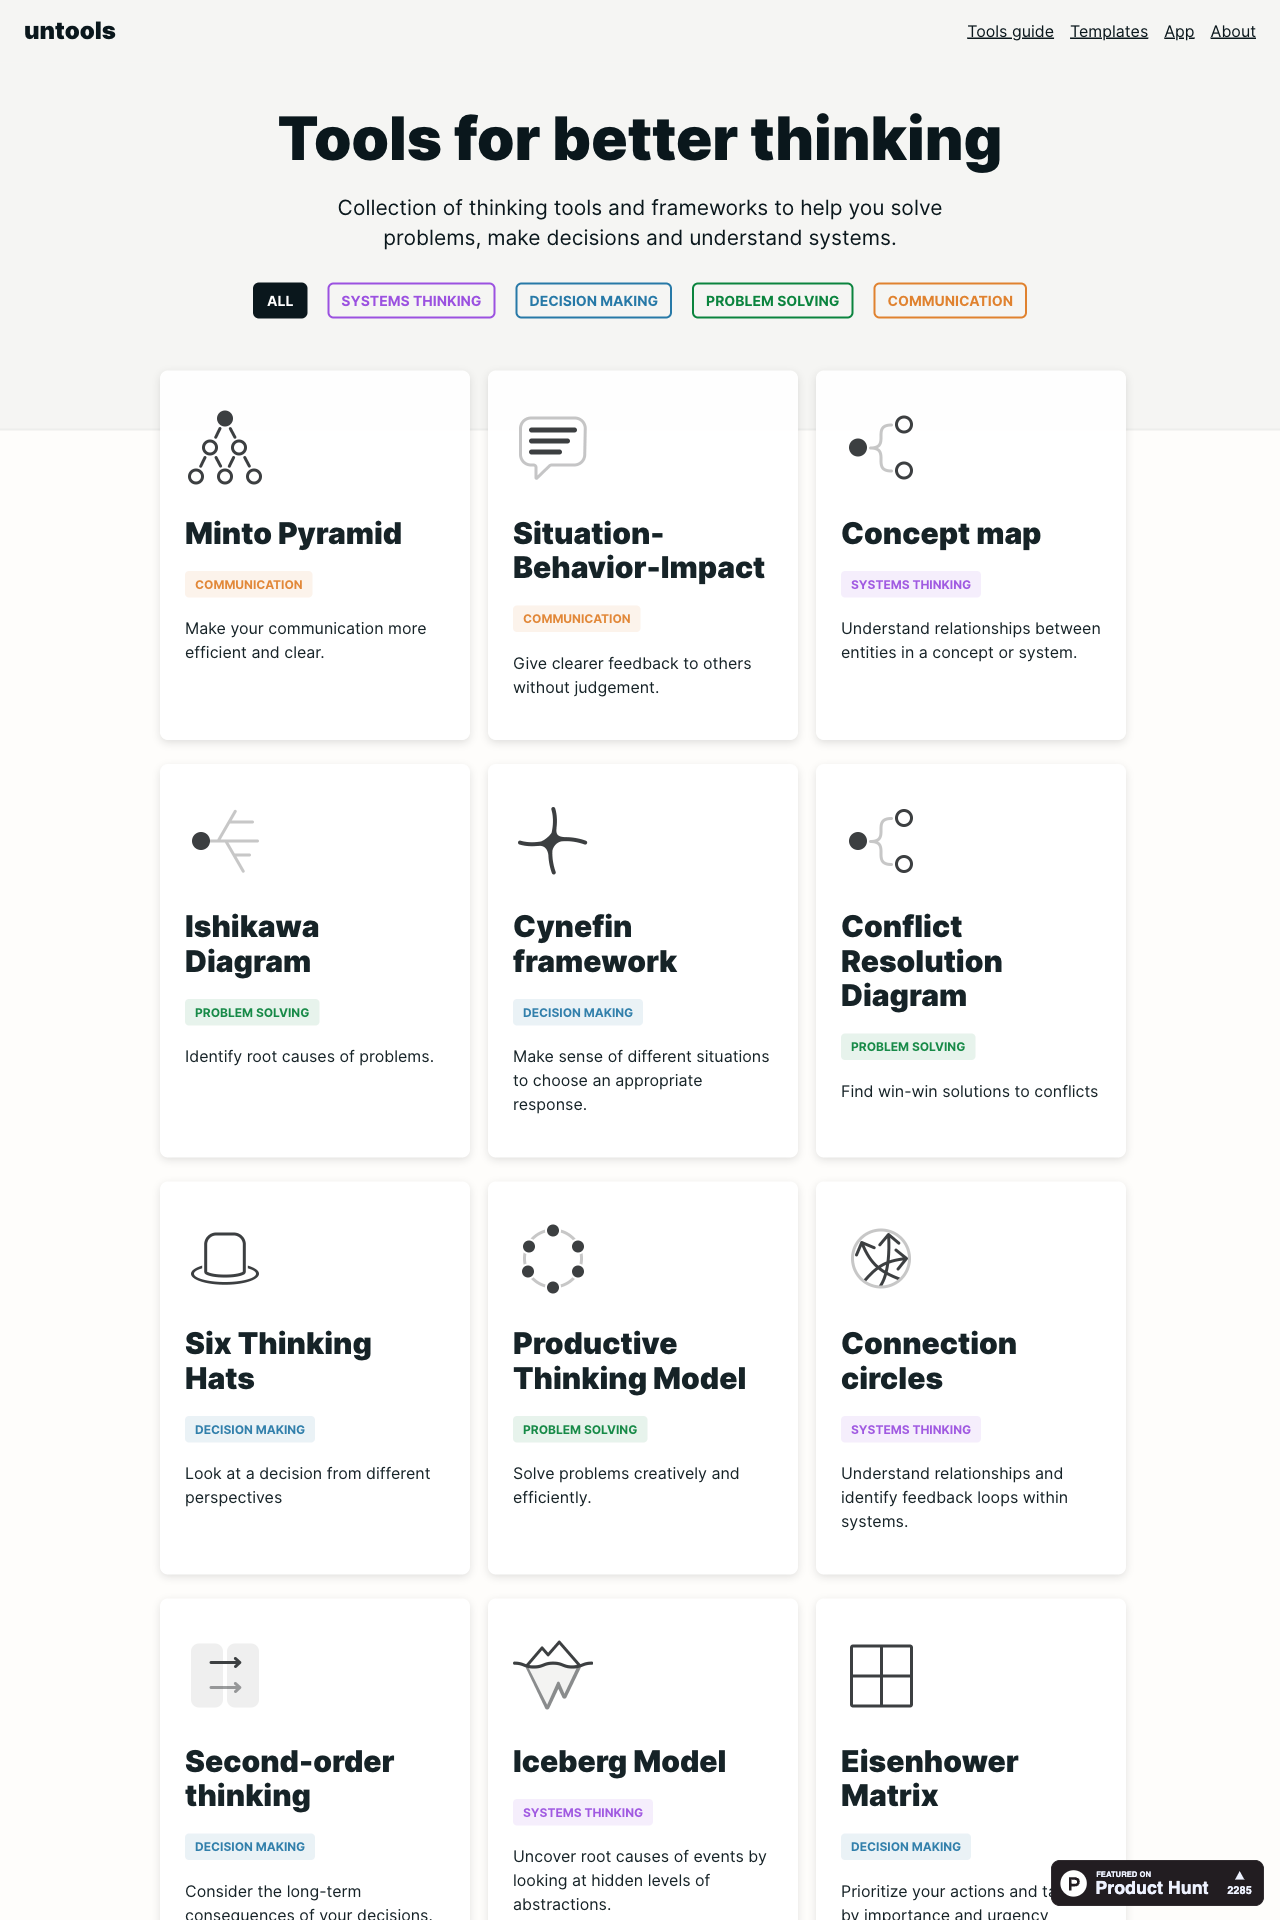 untools
Tools guide Templates App About
Tools for better thinking
Collection of thinking tools and frameworks to help you solve
problems, make decisions and understand systems.
ALL SYSTEMS THINKING DECISION MAKING PROBLEM SOLVING COMMUNICATION
Minto Pyramid
COMMUNICATION
Make your communication more
efficient and clear.
Situation-
Behavior-Impact
COMMUNICATION
Give clearer feedback to others
without judgement.
Concept map
SYSTEMS THINKING
Understand relationships between
entities in a concept or system.
Ishikawa
Diagram
PROBLEM SOLVING
Identify root causes of problems.
Cynefin
framework
DECISION MAKING
Make sense of different situations
to choose an appropriate
response.
Conflict
Resolution
Diagram
PROBLEM SOLVING
Find win-win solutions to conflicts
Six Thinking
Hats
DECISION MAKING
Look at a decision from different
perspectives
Productive
Thinking Model
PROBLEM SOLVING
Solve problems creatively and
efficiently.
Connection
circles
SYSTEMS THINKING
Understand relationships and
identify feedback loops within
systems.
Second-order
thinking
DECISION MAKING
Consider the long-term
consequences of your decisions.
Iceberg Model
SYSTEMS THINKING
Uncover root causes of events by
looking at hidden levels of
abstractions.
Eisenhower
Matrix
DECISION MAKING
Prioritize your actions and
by importance and urgency
P FEATURED ON
Product Hunt
▲ 2285